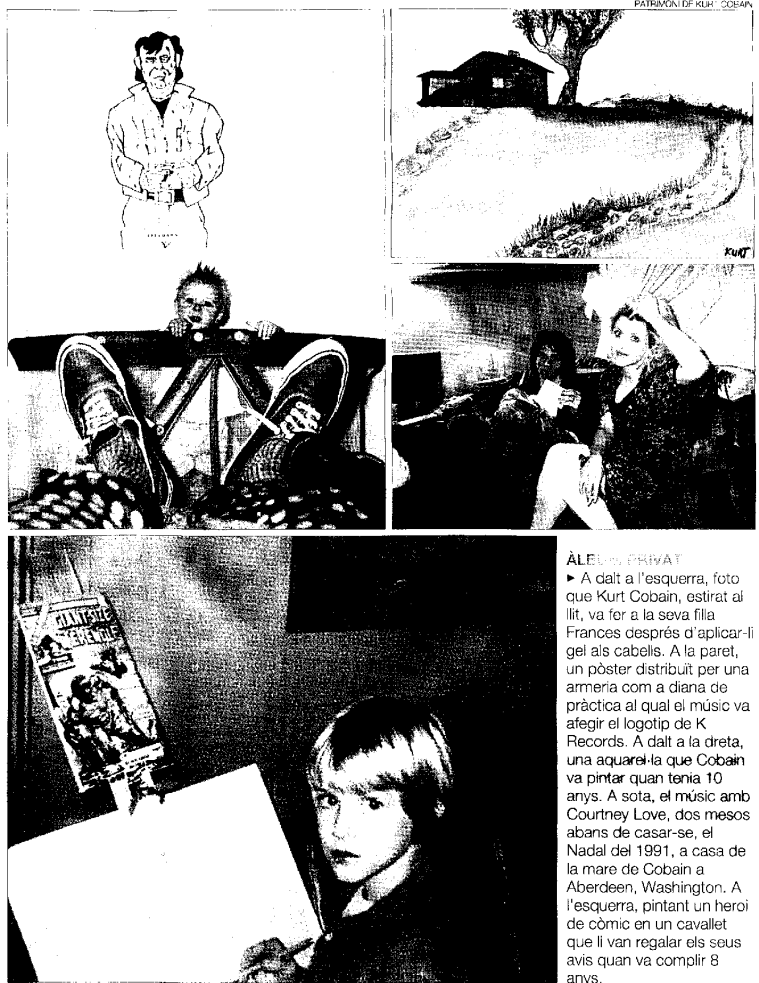 PATRIMONI DE KURT COBAIN
KURT
GIANT-SIZE
WEREWOLF
PRIVAT
► A dalt a l'esquerra, foto
que Kurt Cobain, estirat al
llit, va fer a la seva filla
Frances després d'aplicar-li
gel als cabells. A la paret,
un pòster distribuït per una
armeria com a diana de
pràctica al qual el músic va
afegir el logotip de K
Records. A dalt a la dreta,
una aquarel·la que Cobain
va pintar quan tenia 10
anys. A sota, el músic amb
Courtney Love, dos mesos
abans de casar-se, el
Nadal del 1991, a casa de
la mare de Cobain a
Aberdeen, Washington. A
l'esquerra, pintant un heroi
de còmic en un cavallet
que li van regalar els seus
avis quan va complir 8
anys.